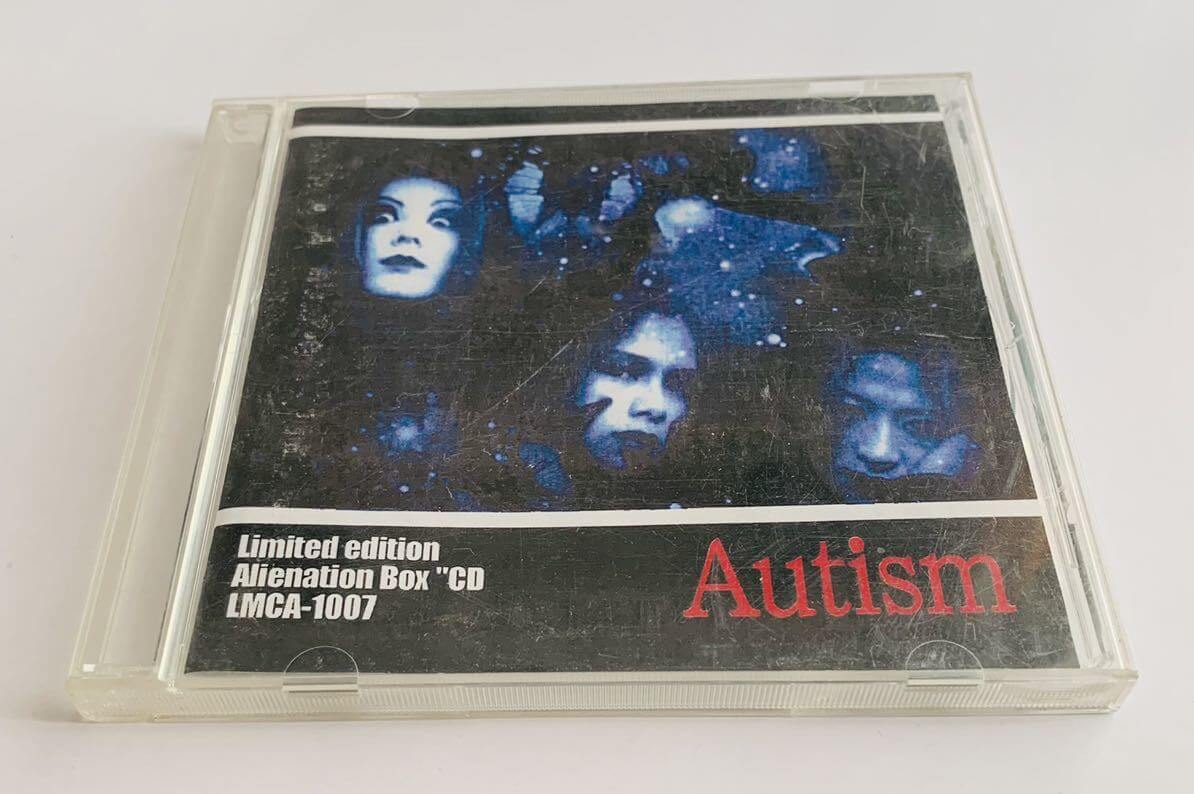 Limited edition
Alienation Box "CD
LMCA-1007
Autism